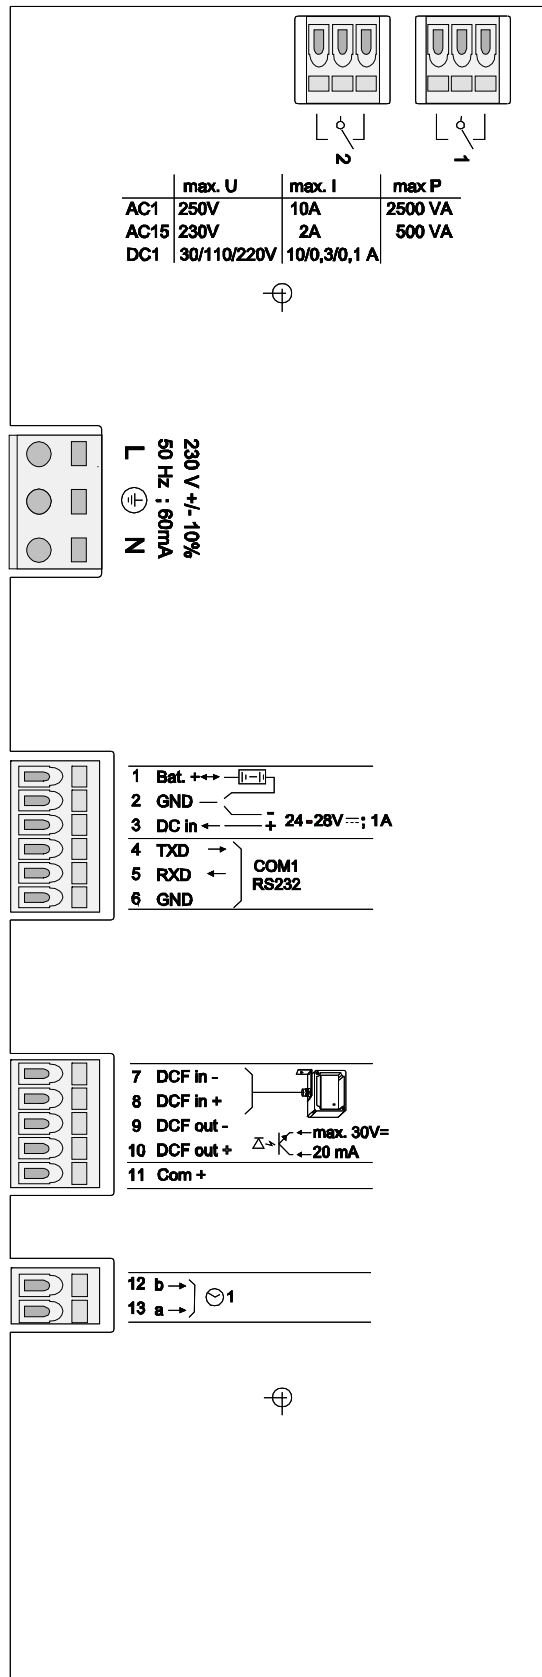 2 1
max. U max. I max P
AC1 250V 10A 2500 VA
AC15 230V 2A 500 VA
DC1 30/110/220V 10/0,3/0,1 A
230 V +/- 10%
50 Hz ; 60mA
L N
1 Bat. +
2 GND -
3 DC in + 24-28V ; 1A
4 TXD
5 RXD
6 GND
COM1
RS232
7 DCF in -
8 DCF in +
9 DCF out -
10 DCF out +
max. 30V=
20 mA
11 Com +
12 b
13 a
1